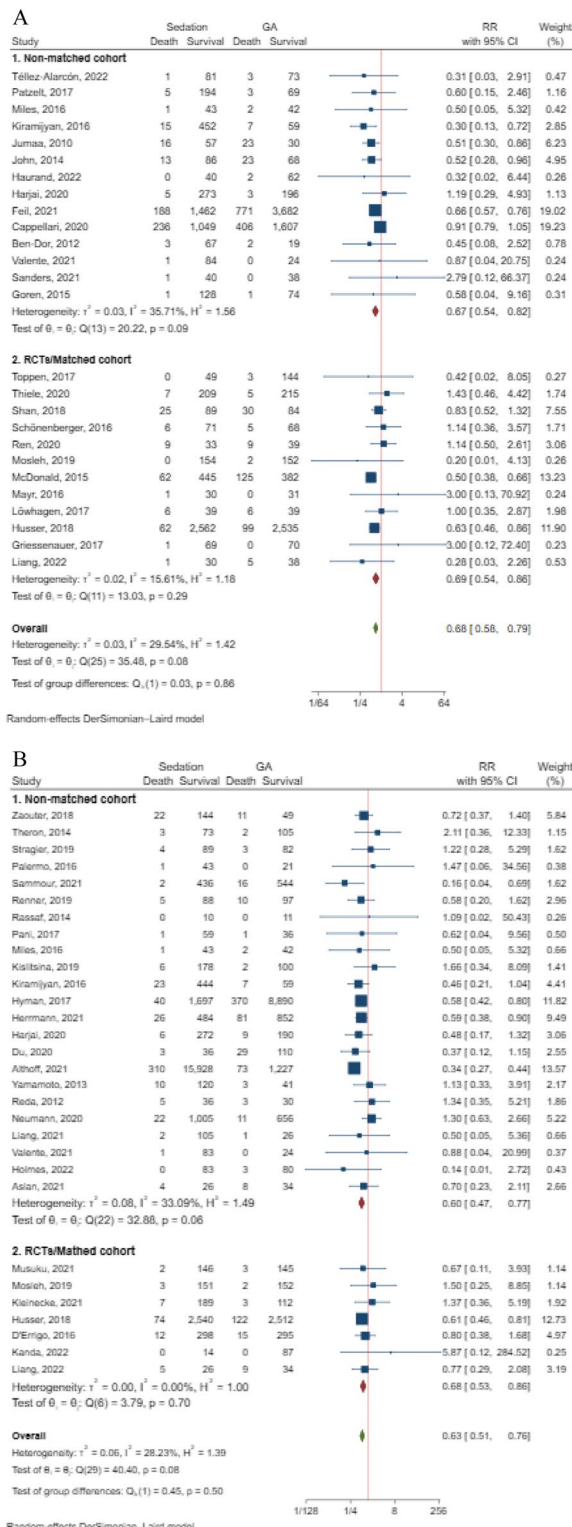 A
Sedation GA RR Weight
Study Death Survival Death Survival with 95% CI (%)
1. Non-matched cohort
Téllez-Alarcón, 2022 1 81 3 73 0.31 [ 0.03, 2.91] 0.47
Patzelt, 2017 5 194 3 69 0.60 [ 0.15, 2.46] 1.16
Miles, 2016 1 43 2 42 0.50 [ 0.05, 5.32] 0.42
Kiramijyan, 2016 15 452 7 59 0.30 [ 0.13, 0.72] 2.85
Jumaa, 2010 16 57 23 30 0.51 [ 0.30, 0.86] 6.23
John, 2014 13 86 23 68 0.52 [ 0.28, 0.96] 4.95
Haurand, 2022 0 40 2 62 0.32 [ 0.02, 6.44] 0.26
Harjai, 2020 5 273 3 196 1.19 [ 0.29, 4.93] 1.13
Feil, 2021 188 1,462 771 3,682 0.66 [ 0.57, 0.76] 19.02
Cappellari, 2020 236 1,049 406 1,607 0.91 [ 0.79, 1.05] 19.23
Ben-Dor, 2012 3 67 2 19 0.45 [ 0.08, 2.52] 0.78
Valente, 2021 1 84 0 24 0.87 [ 0.04, 20.75] 0.24
Sanders, 2021 1 40 0 38 2.79 [ 0.12, 66.37] 0.24
Goren, 2015 1 128 1 74 0.58 [ 0.04, 9.16] 0.31
Heterogeneity: τ² = 0.03, I² = 35.71%, H² = 1.56 0.67 [ 0.54, 0.82]
Test of θᵢ = θⱼ: Q(13) = 20.22, p = 0.09
2. RCTs/Matched cohort
Toppen, 2017 0 49 3 144 0.42 [ 0.02, 8.05] 0.27
Thiele, 2020 7 209 5 215 1.43 [ 0.46, 4.42] 1.74
Shan, 2018 25 89 30 84 0.83 [ 0.52, 1.32] 7.55
Schönenberger, 2016 6 71 5 68 1.14 [ 0.36, 3.57] 1.71
Ren, 2020 9 33 9 39 1.14 [ 0.50, 2.61] 3.06
Mosleh, 2019 0 154 2 152 0.20 [ 0.01, 4.13] 0.26
McDonald, 2015 62 445 125 382 0.50 [ 0.38, 0.66] 13.23
Mayr, 2016 1 30 0 31 3.00 [ 0.13, 70.92] 0.24
Löwhagen, 2017 6 39 6 39 1.00 [ 0.35, 2.87] 1.98
Husser, 2018 62 2,562 99 2,535 0.63 [ 0.46, 0.86] 11.90
Griessenauer, 2017 1 69 0 70 3.00 [ 0.12, 72.40] 0.23
Liang, 2022 1 30 5 38 0.28 [ 0.03, 2.26] 0.53
Heterogeneity: τ² = 0.02, I² = 15.61%, H² = 1.18 0.69 [ 0.54, 0.86]
Test of θᵢ = θⱼ: Q(11) = 13.03, p = 0.29
Overall 0.68 [ 0.58, 0.79]
Heterogeneity: τ² = 0.03, I² = 29.54%, H² = 1.42
Test of θᵢ = θⱼ: Q(25) = 35.48, p = 0.08
Test of group differences: Qᵦ(1) = 0.03, p = 0.86
1/64 1/4 4 64
Random-effects DerSimonian–Laird model
B
Sedation GA RR Weight
Study Death Survival Death Survival with 95% CI (%)
1. Non-matched cohort
Zaouter, 2018 22 144 11 49 0.72 [ 0.37, 1.40] 5.84
Theron, 2014 3 73 2 105 2.11 [ 0.36, 12.33] 1.15
Stragier, 2019 4 89 3 82 1.22 [ 0.28, 5.29] 1.62
Palermo, 2016 1 43 0 21 1.47 [ 0.06, 34.56] 0.38
Sammour, 2021 2 436 16 544 0.16 [ 0.04, 0.69] 1.62
Renner, 2019 5 88 10 97 0.58 [ 0.20, 1.62] 2.96
Rassaf, 2014 0 10 0 11 1.09 [ 0.02, 50.43] 0.26
Pani, 2017 1 59 1 36 0.62 [ 0.04, 9.56] 0.50
Miles, 2016 1 43 2 42 0.50 [ 0.05, 5.32] 0.66
Kislitsina, 2019 6 178 2 100 1.66 [ 0.34, 8.09] 1.41
Kiramijyan, 2016 23 444 7 59 0.46 [ 0.21, 1.04] 4.41
Hyman, 2017 40 1,697 370 8,890 0.58 [ 0.42, 0.80] 11.82
Herrmann, 2021 26 484 81 852 0.59 [ 0.38, 0.90] 9.49
Harjai, 2020 6 272 9 190 0.48 [ 0.17, 1.32] 3.06
Du, 2020 3 36 29 110 0.37 [ 0.12, 1.15] 2.55
Althoff, 2021 310 15,928 73 1,227 0.34 [ 0.27, 0.44] 13.57
Yamamoto, 2013 10 120 3 41 1.13 [ 0.33, 3.91] 2.17
Reda, 2012 5 36 3 30 1.34 [ 0.35, 5.21] 1.86
Neumann, 2020 22 1,005 11 656 1.30 [ 0.63, 2.66] 5.22
Liang, 2021 2 105 1 26 0.50 [ 0.05, 5.36] 0.66
Valente, 2021 1 83 0 24 0.88 [ 0.04, 20.99] 0.37
Holmes, 2022 0 83 3 80 0.14 [ 0.01, 2.72] 0.43
Aslan, 2021 4 26 8 34 0.70 [ 0.23, 2.11] 2.66
Heterogeneity: τ² = 0.08, I² = 33.09%, H² = 1.49 0.60 [ 0.47, 0.77]
Test of θᵢ = θⱼ: Q(22) = 32.88, p = 0.06
2. RCTs/Mathed cohort
Musuku, 2021 2 146 3 145 0.67 [ 0.11, 3.93] 1.14
Mosleh, 2019 3 151 2 152 1.50 [ 0.25, 8.85] 1.14
Kleinecke, 2021 7 189 3 112 1.37 [ 0.36, 5.19] 1.92
Husser, 2018 74 2,540 122 2,512 0.61 [ 0.46, 0.81] 12.73
D'Errigo, 2016 12 298 15 295 0.80 [ 0.38, 1.68] 4.97
Kanda, 2022 0 14 0 87 5.87 [ 0.12, 284.52] 0.25
Liang, 2022 5 26 9 34 0.77 [ 0.29, 2.08] 3.19
Heterogeneity: τ² = 0.00, I² = 0.00%, H² = 1.00 0.68 [ 0.53, 0.86]
Test of θᵢ = θⱼ: Q(6) = 3.79, p = 0.70
Overall 0.63 [ 0.51, 0.76]
Heterogeneity: τ² = 0.06, I² = 28.23%, H² = 1.39
Test of θᵢ = θⱼ: Q(29) = 40.40, p = 0.08
Test of group differences: Qᵦ(1) = 0.45, p = 0.50
1/128 1/4 8 256
Random-effects DerSimonian–Laird model